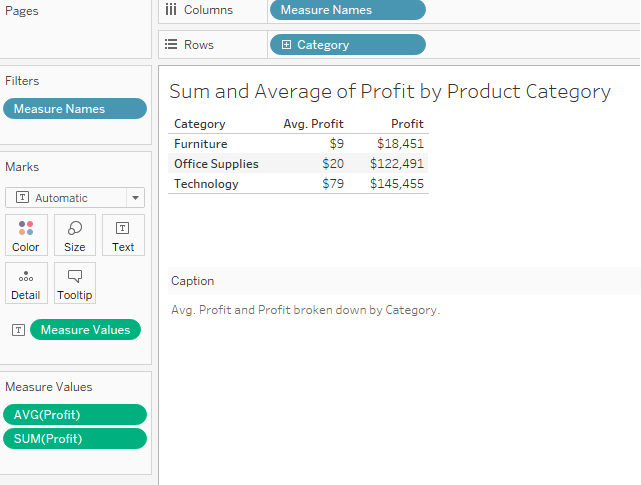 Pages
Columns Measure Names
Rows Category
Filters
Measure Names
Marks
Automatic
Color Size Text
Detail Tooltip
Measure Values
Measure Values
AVG(Profit)
SUM(Profit)
Sum and Average of Profit by Product Category
Category Avg. Profit Profit
Furniture $9 $18,451
Office Supplies $20 $122,491
Technology $79 $145,455
Caption
Avg. Profit and Profit broken down by Category.